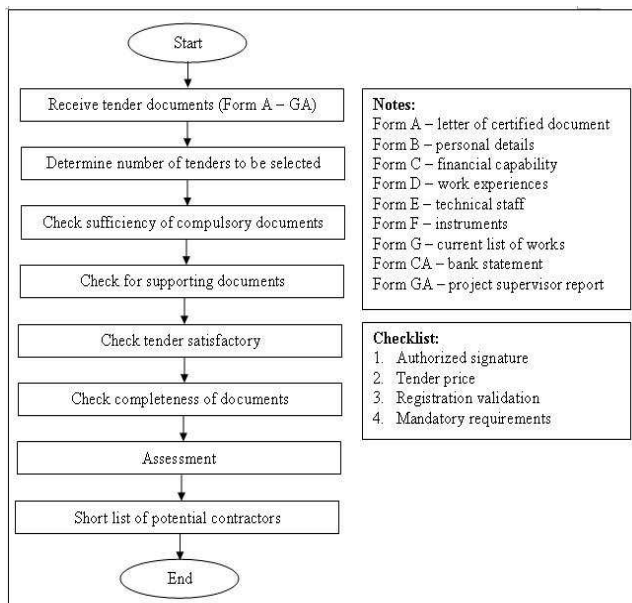 Start
Receive tender documents (Form A – GA)
Determine number of tenders to be selected
Check sufficiency of compulsory documents
Check for supporting documents
Check tender satisfactory
Check completeness of documents
Assessment
Short list of potential contractors
End
Notes:
Form A – letter of certified document
Form B – personal details
Form C – financial capability
Form D – work experiences
Form E – technical staff
Form F – instruments
Form G – current list of works
Form CA – bank statement
Form GA – project supervisor report
Checklist:
1. Authorized signature
2. Tender price
3. Registration validation
4. Mandatory requirements